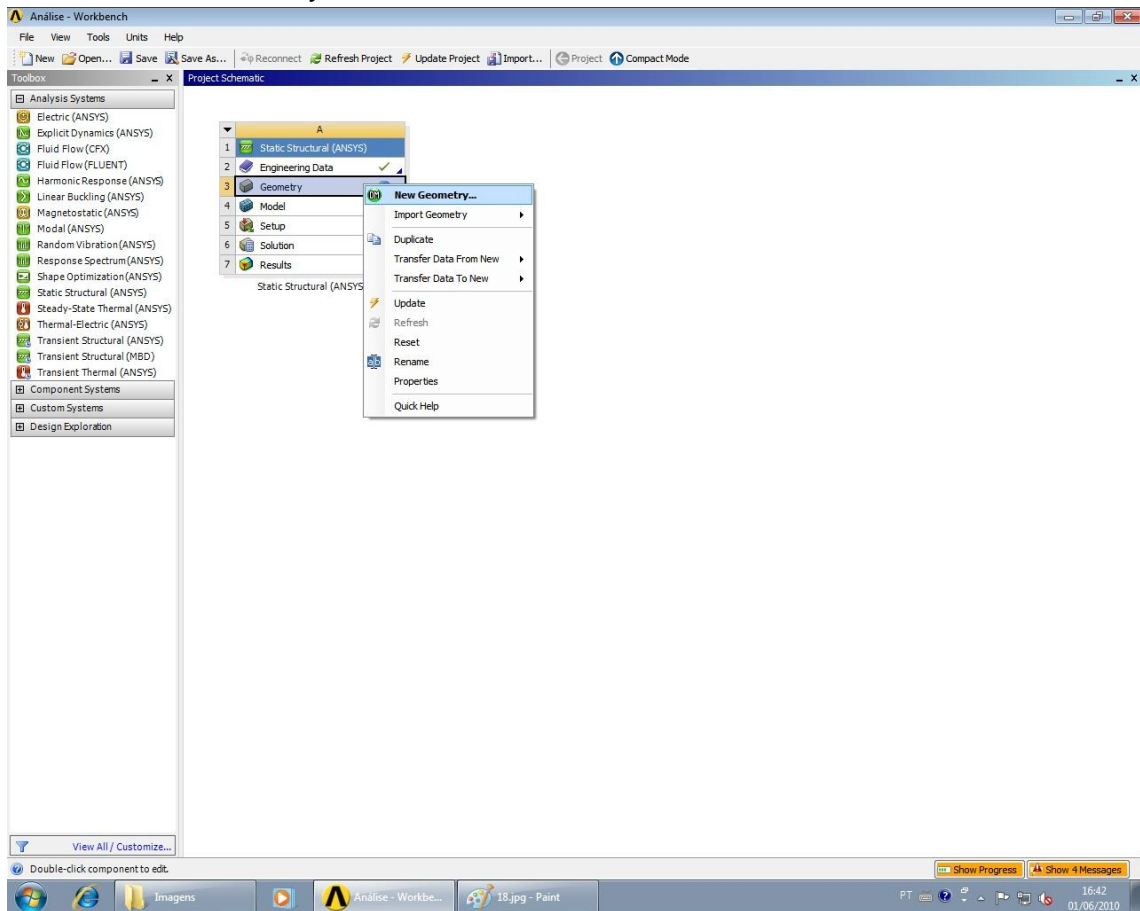 Análise - Workbench
File View Tools Units Help
New Open... Save Save As... Reconnect Refresh Project Update Project Import... Project Compact Mode
Toolbox
Analysis Systems
Electric (ANSYS)
Explicit Dynamics (ANSYS)
Fluid Flow (CFX)
Fluid Flow (FLUENT)
Harmonic Response (ANSYS)
Linear Buckling (ANSYS)
Magnetostatic (ANSYS)
Modal (ANSYS)
Random Vibration (ANSYS)
Response Spectrum (ANSYS)
Shape Optimization (ANSYS)
Static Structural (ANSYS)
Steady-State Thermal (ANSYS)
Thermal-Electric (ANSYS)
Transient Structural (ANSYS)
Transient Structural (MBD)
Transient Thermal (ANSYS)
Component Systems
Custom Systems
Design Exploration
View All / Customize...
Project Schematic
A
1 Static Structural (ANSYS)
2 Engineering Data
3 Geometry
4 Model
5 Setup
6 Solution
7 Results
Static Structural (ANSYS
New Geometry...
Import Geometry
Duplicate
Transfer Data From New
Transfer Data To New
Update
Refresh
Reset
ab Rename
Properties
Quick Help
Double-click component to edit.
Show Progress Show 4 Messages
Imagens Análise - Workbe... 18.jpg - Paint PT 16:42
01/06/2010